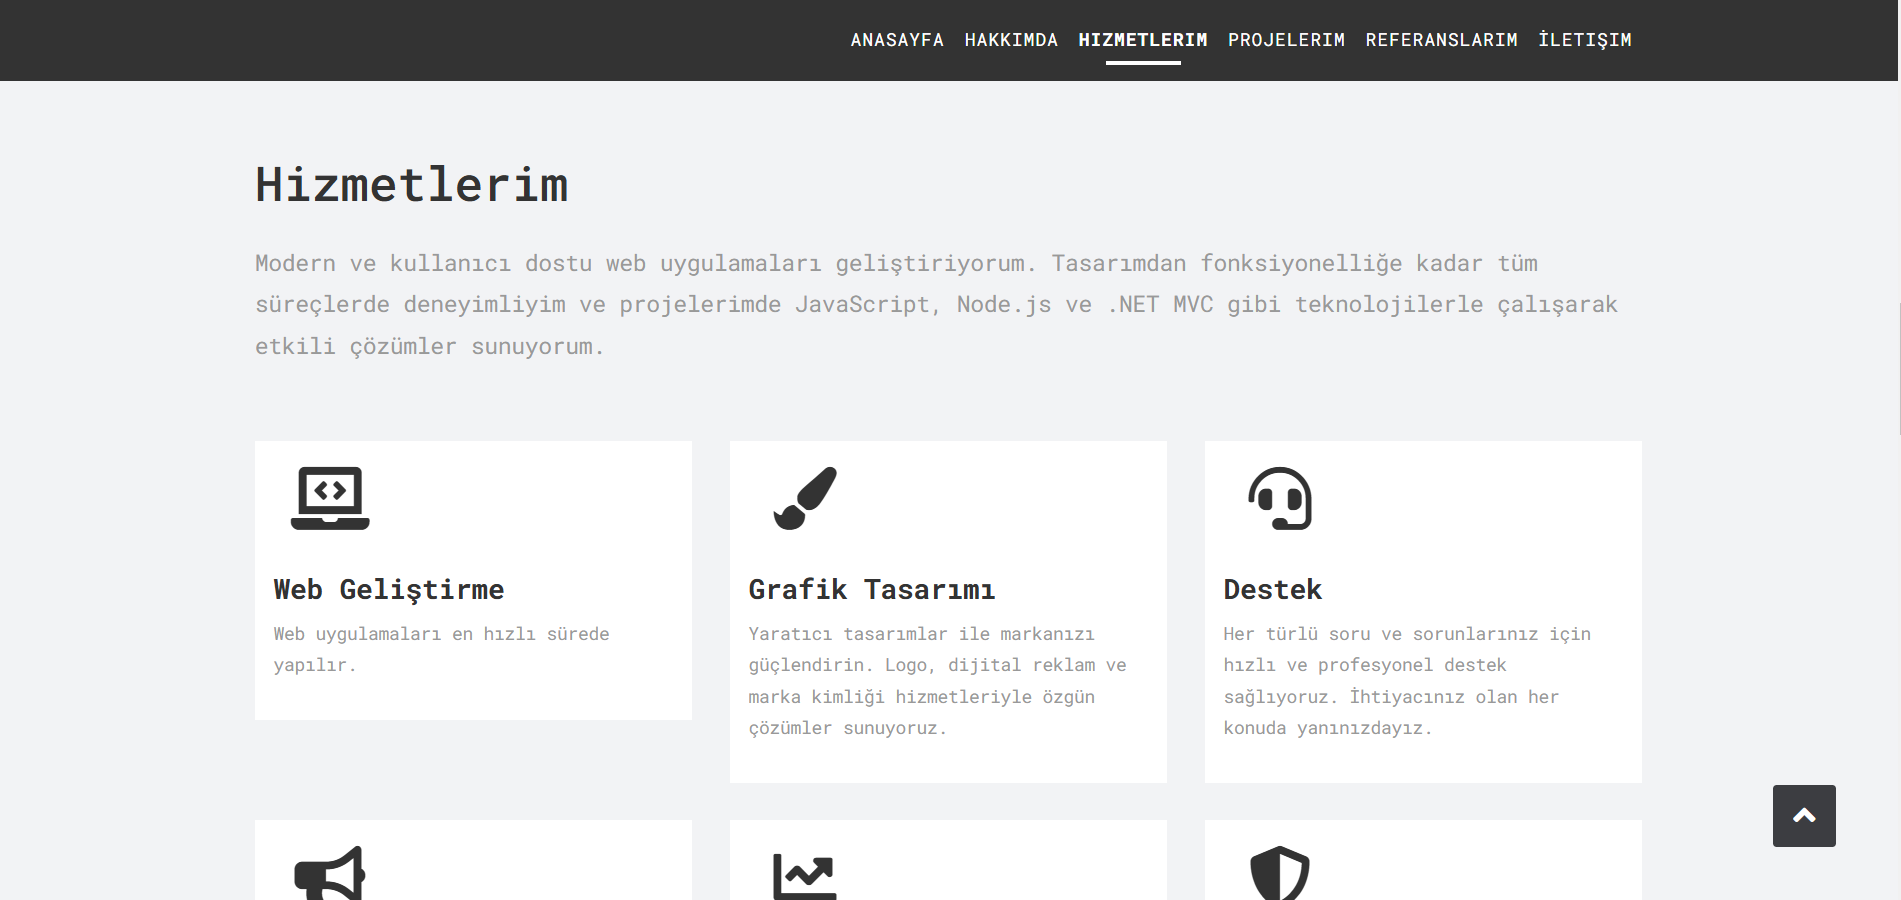 ANASAYFA HAKKIMDA HIZMETLERIM PROJELERIM REFERANSLARIM İLETIŞIM
Hizmetlerim
Modern ve kullanıcı dostu web uygulamaları geliştiriyorum. Tasarımdan fonksiyonelliğe kadar tüm
süreçlerde deneyimliyim ve projelerimde JavaScript, Node.js ve .NET MVC gibi teknolojilerle çalışarak
etkili çözümler sunuyorum.
Web Geliştirme
Web uygulamaları en hızlı sürede
yapılır.
Grafik Tasarımı
Yaratıcı tasarımlar ile markanızı
güçlendirin. Logo, dijital reklam ve
marka kimliği hizmetleriyle özgün
çözümler sunuyoruz.
Destek
Her türlü soru ve sorunlarınız için
hızlı ve profesyonel destek
sağlıyoruz. İhtiyacınız olan her
konuda yanınızdayız.